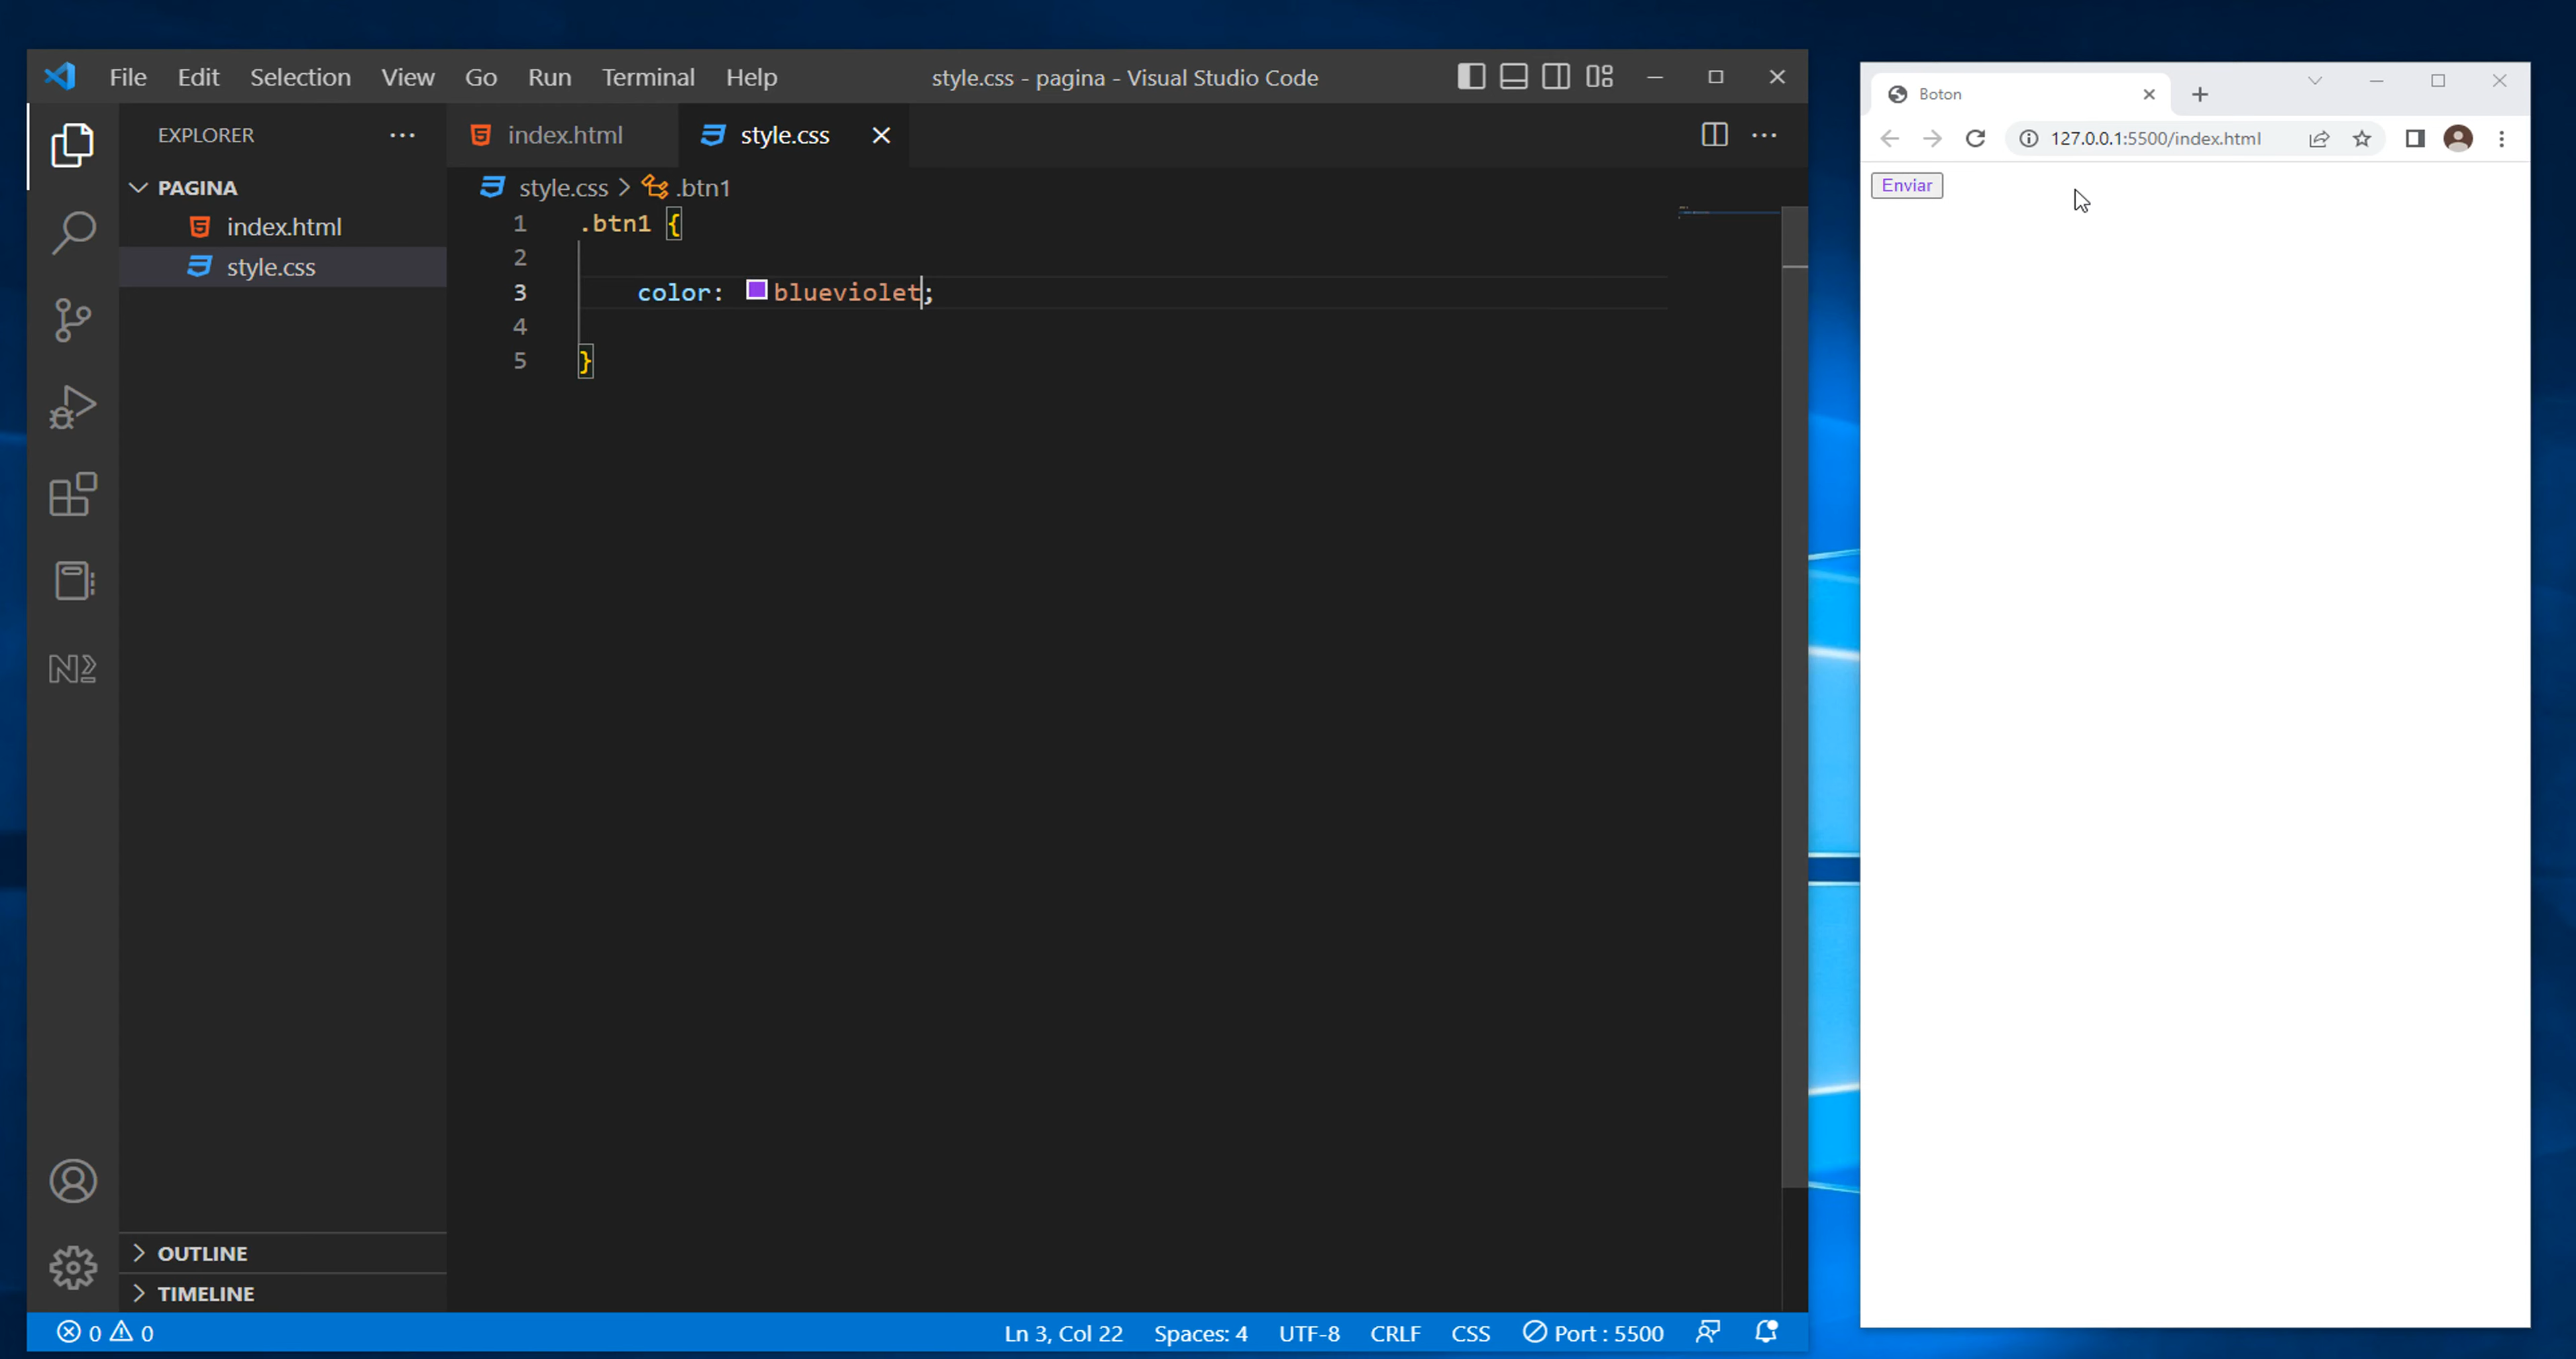 File Edit Selection View Go Run Terminal Help
style.css - pagina - Visual Studio Code
EXPLORER
PAGINA
index.html
style.css
index.html
style.css
style.css > .btn1
1 .btn1 {
2
3 color: blueviolet;
4
5 }
OUTLINE
TIMELINE
0 0
Ln 3, Col 22 Spaces: 4 UTF-8 CRLF CSS Port : 5500
Boton
127.0.0.1:5500/index.html
Enviar